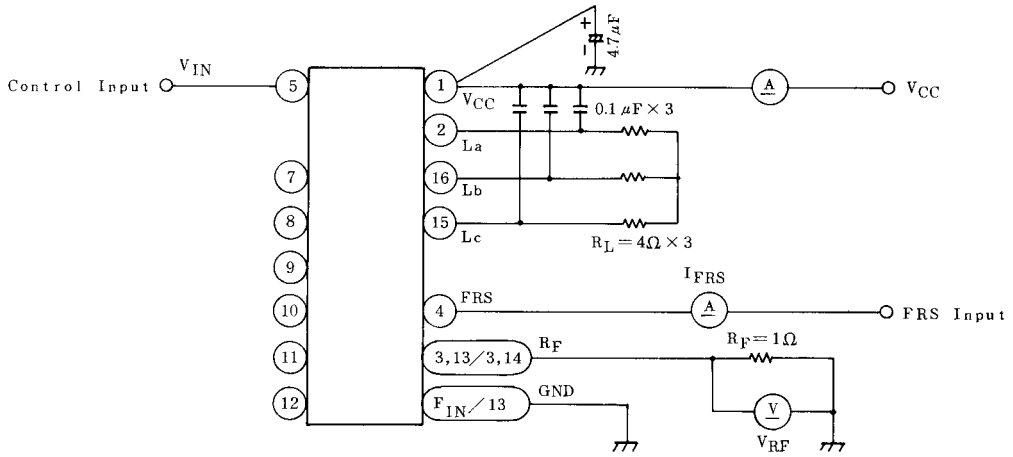 +
−
4.7μF
Control Input
V_IN
5
1
V_CC
A
V_CC
0.1 μF × 3
2
La
7
16
Lb
8
15
Lc
R_L = 4Ω × 3
9
I_FRS
10
4
FRS
A
FRS Input
11
3,13/3,14
R_F
R_F = 1Ω
12
F_IN/13
GND
V
V_RF